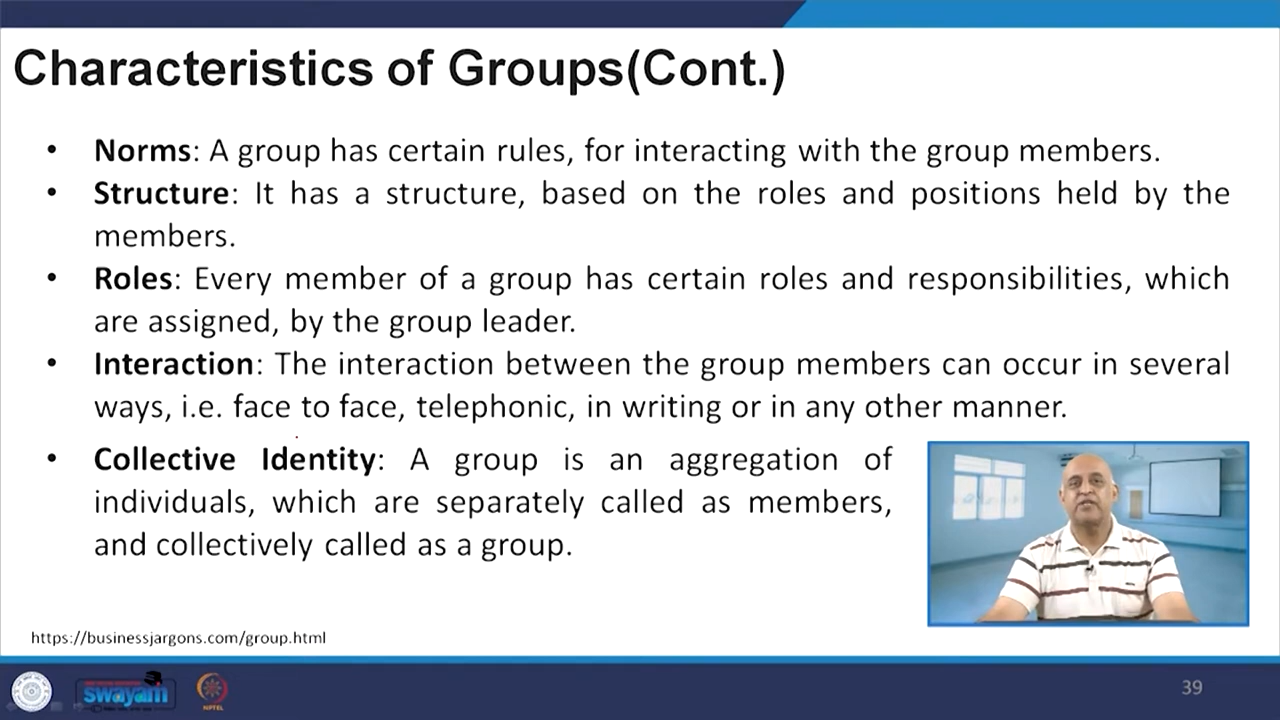 Characteristics of Groups(Cont.)
• Norms: A group has certain rules, for interacting with the group members.
• Structure: It has a structure, based on the roles and positions held by the
members.
• Roles: Every member of a group has certain roles and responsibilities, which
are assigned, by the group leader.
• Interaction: The interaction between the group members can occur in several
ways, i.e. face to face, telephonic, in writing or in any other manner.
• Collective Identity: A group is an aggregation of
individuals, which are separately called as members,
and collectively called as a group.
https://businessjargons.com/group.html
swayam
NPTEL
39